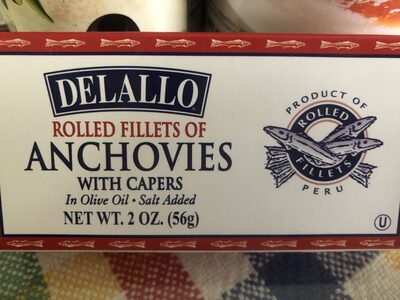 DELALLO
ROLLED FILLETS OF
ANCHOVIES
WITH CAPERS
In Olive Oil • Salt Added
NET WT. 2 OZ. (56g)
PRODUCT OF
ROLLED
FILLETS
PERU
U